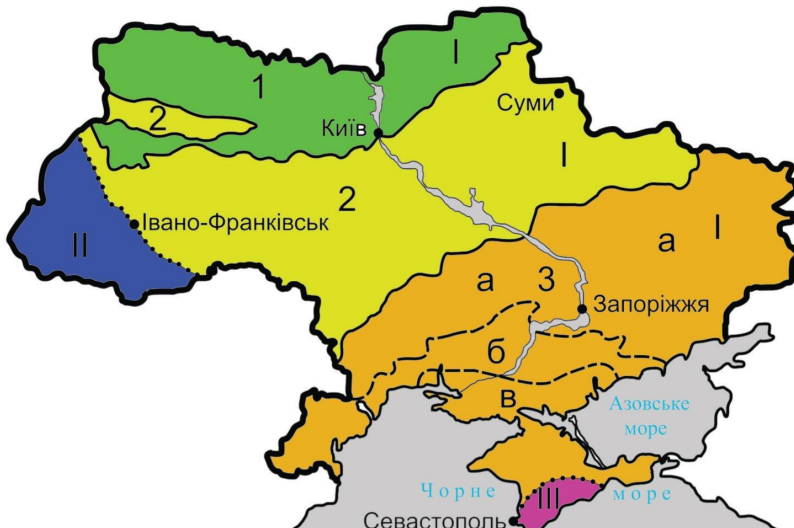 I
1
Суми
2
Київ
I
2
Івано-Франківськ
II
а
I
а
3
Запоріжжя
б
в
Азовське
море
Чорне
море
III
Севастополь